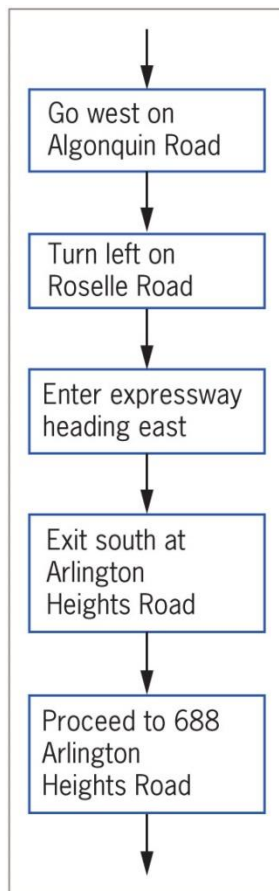 Go west on
Algonquin Road
Turn left on
Roselle Road
Enter expressway
heading east
Exit south at
Arlington
Heights Road
Proceed to 688
Arlington
Heights Road